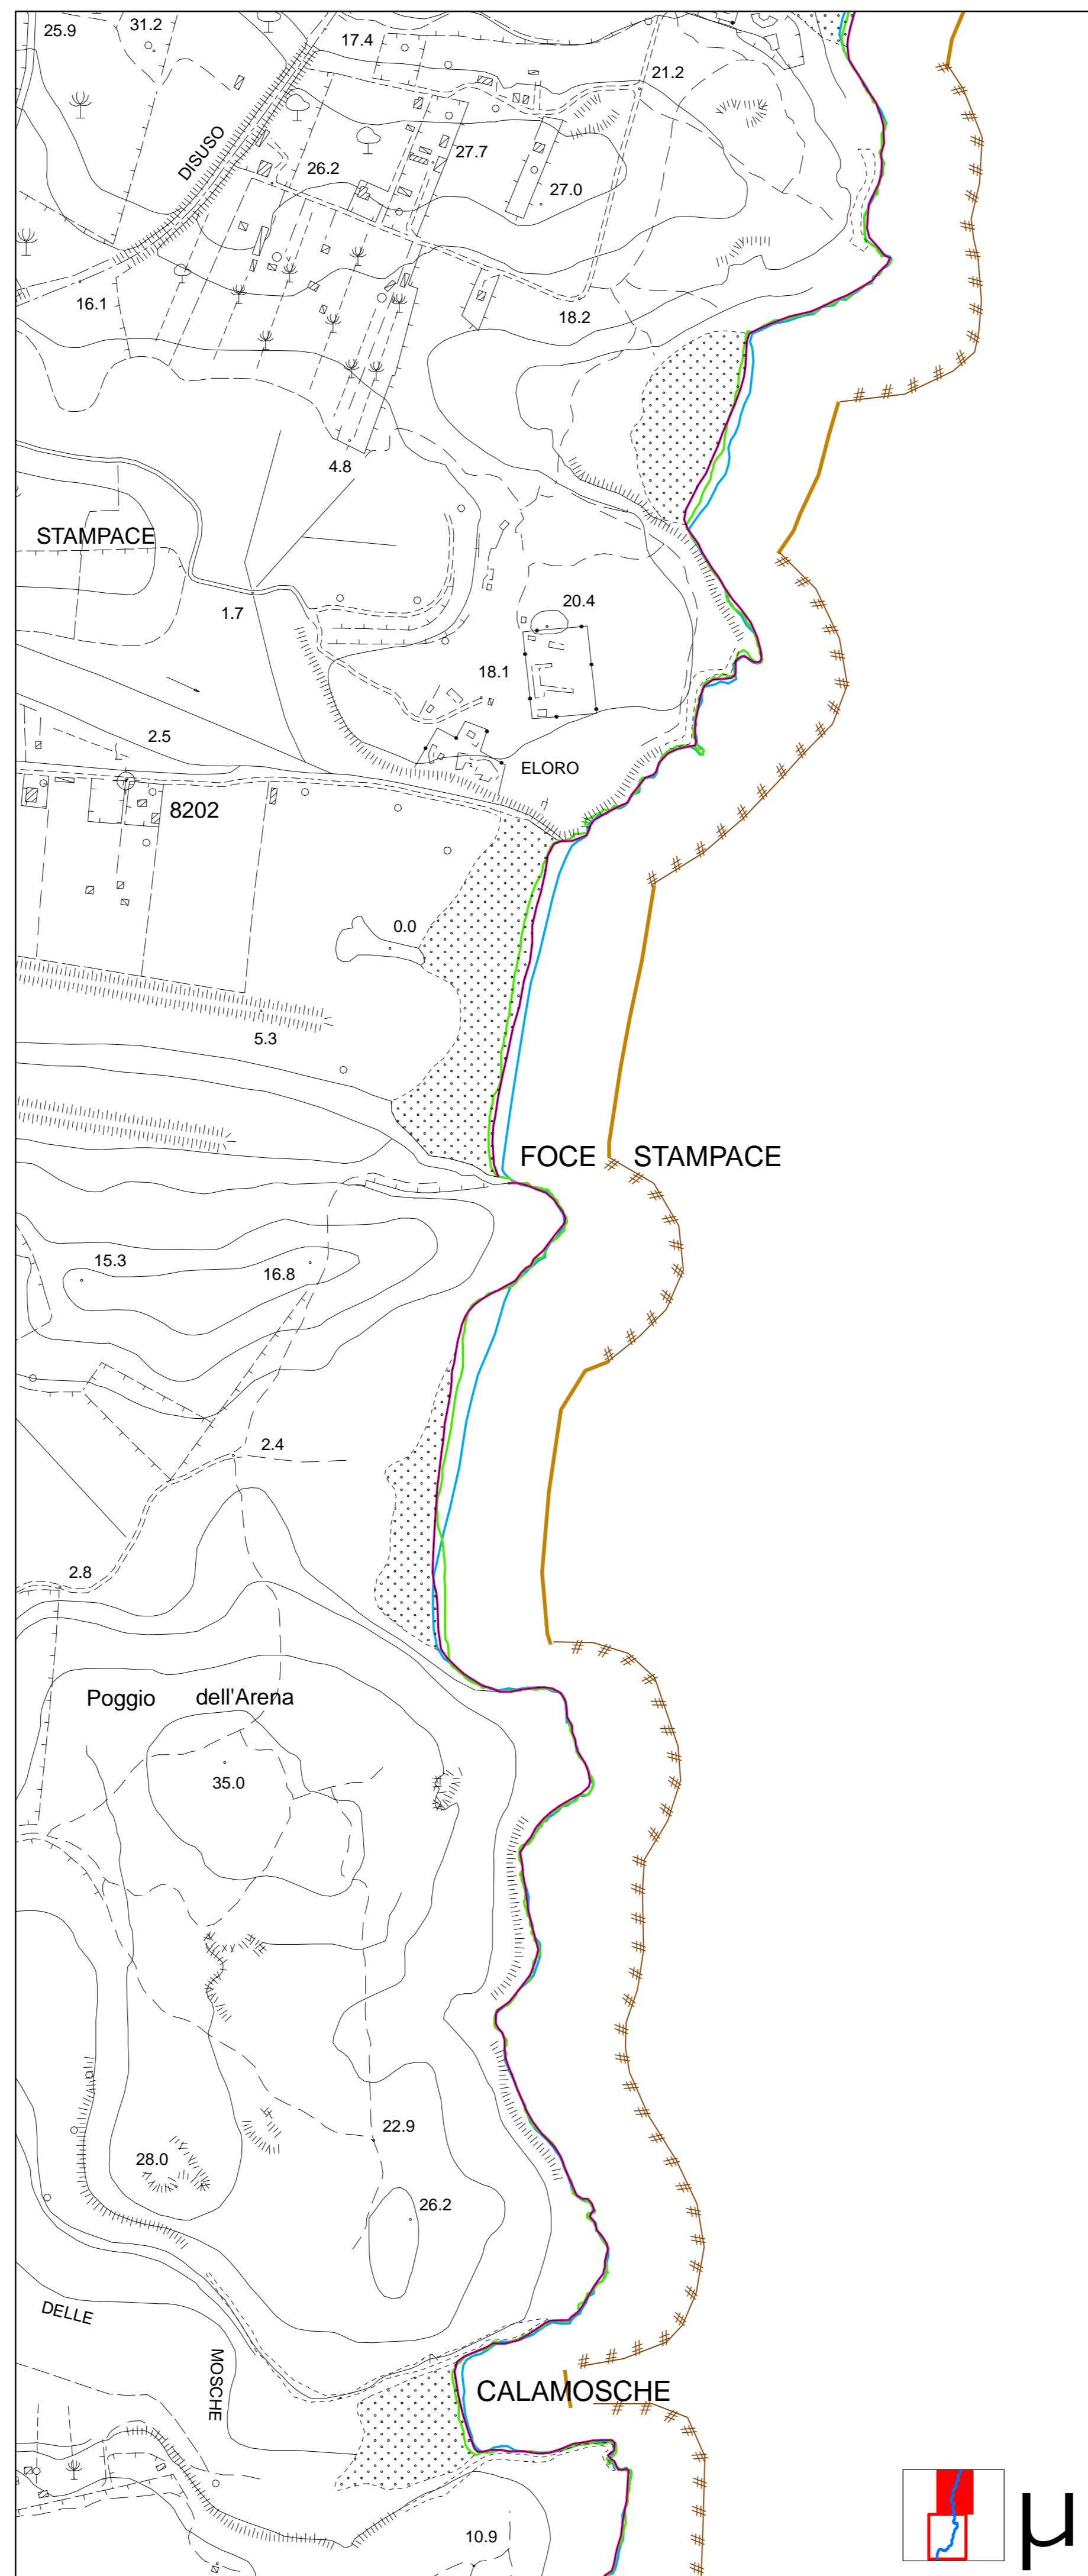 25.9
31.2
17.4
21.2
DISUSO
26.2
27.7
27.0
16.1
18.2
4.8
STAMPACE
1.7
20.4
18.1
2.5
ELORO
8202
0.0
5.3
FOCE STAMPACE
15.3
16.8
2.4
2.8
Poggio dell'Arena
35.0
22.9
28.0
26.2
DELLE
MOSCHE
CALAMOSCHE
10.9
µ